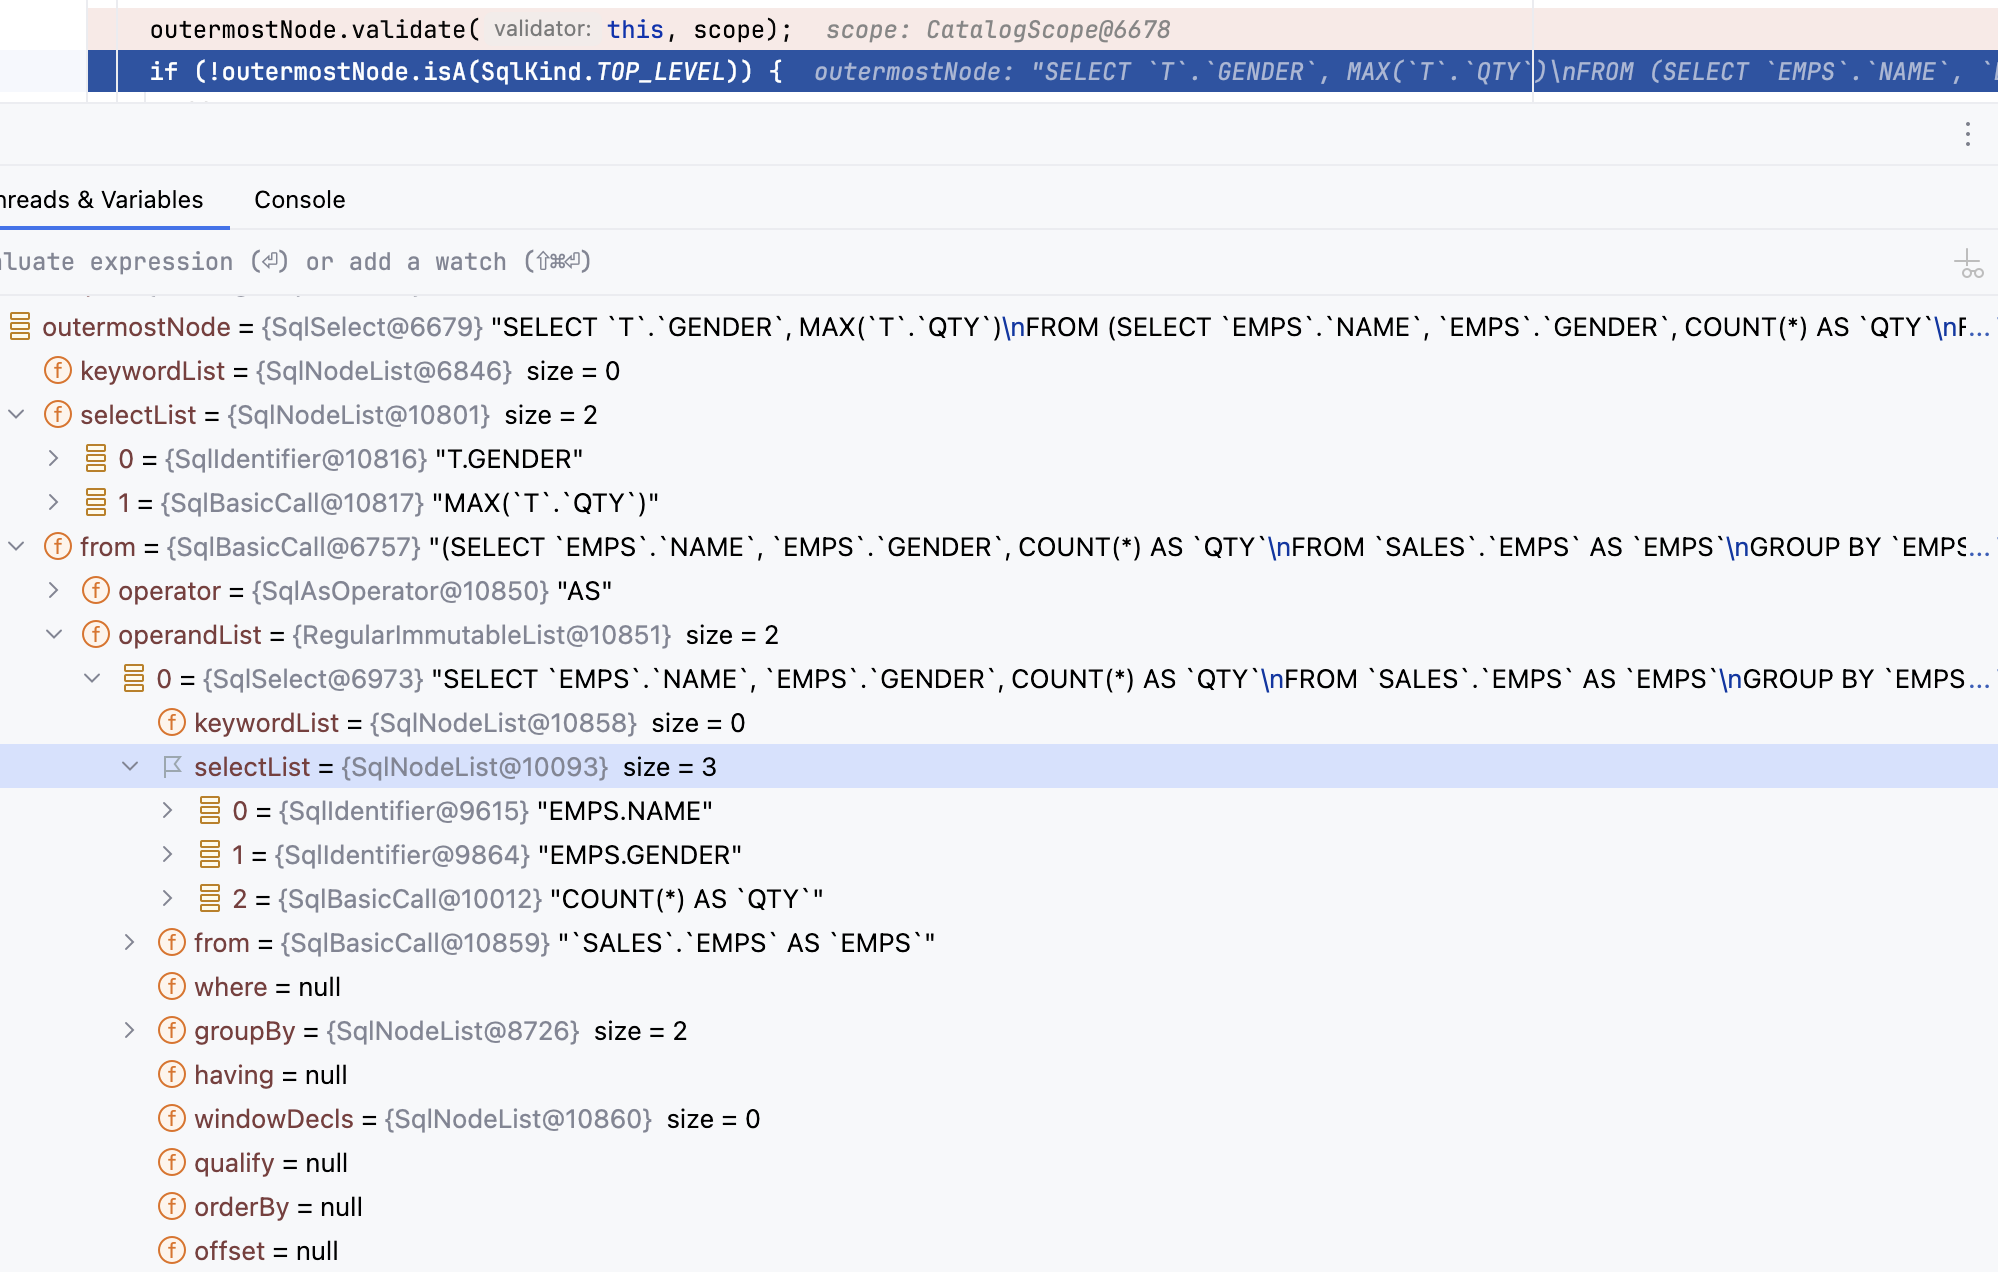 outermostNode.validate( validator: this, scope);   scope: CatalogScope@6678
if (!outermostNode.isA(SqlKind.TOP_LEVEL)) {   outermostNode: "SELECT `T`.`GENDER`, MAX(`T`.`QTY`)\nFROM (SELECT `EMPS`.`NAME`, `
hreads & Variables   Console
luate expression (⏎) or add a watch (⇧⌘⏎)
outermostNode = {SqlSelect@6679} "SELECT `T`.`GENDER`, MAX(`T`.`QTY`)\nFROM (SELECT `EMPS`.`NAME`, `EMPS`.`GENDER`, COUNT(*) AS `QTY`\nF...
f keywordList = {SqlNodeList@6846} size = 0
f selectList = {SqlNodeList@10801} size = 2
0 = {SqlIdentifier@10816} "T.GENDER"
1 = {SqlBasicCall@10817} "MAX(`T`.`QTY`)"
f from = {SqlBasicCall@6757} "(SELECT `EMPS`.`NAME`, `EMPS`.`GENDER`, COUNT(*) AS `QTY`\nFROM `SALES`.`EMPS` AS `EMPS`\nGROUP BY `EMPS...
f operator = {SqlAsOperator@10850} "AS"
f operandList = {RegularImmutableList@10851} size = 2
0 = {SqlSelect@6973} "SELECT `EMPS`.`NAME`, `EMPS`.`GENDER`, COUNT(*) AS `QTY`\nFROM `SALES`.`EMPS` AS `EMPS`\nGROUP BY `EMPS...
f keywordList = {SqlNodeList@10858} size = 0
selectList = {SqlNodeList@10093} size = 3
0 = {SqlIdentifier@9615} "EMPS.NAME"
1 = {SqlIdentifier@9864} "EMPS.GENDER"
2 = {SqlBasicCall@10012} "COUNT(*) AS `QTY`"
f from = {SqlBasicCall@10859} "`SALES`.`EMPS` AS `EMPS`"
f where = null
f groupBy = {SqlNodeList@8726} size = 2
f having = null
f windowDecls = {SqlNodeList@10860} size = 0
f qualify = null
f orderBy = null
f offset = null